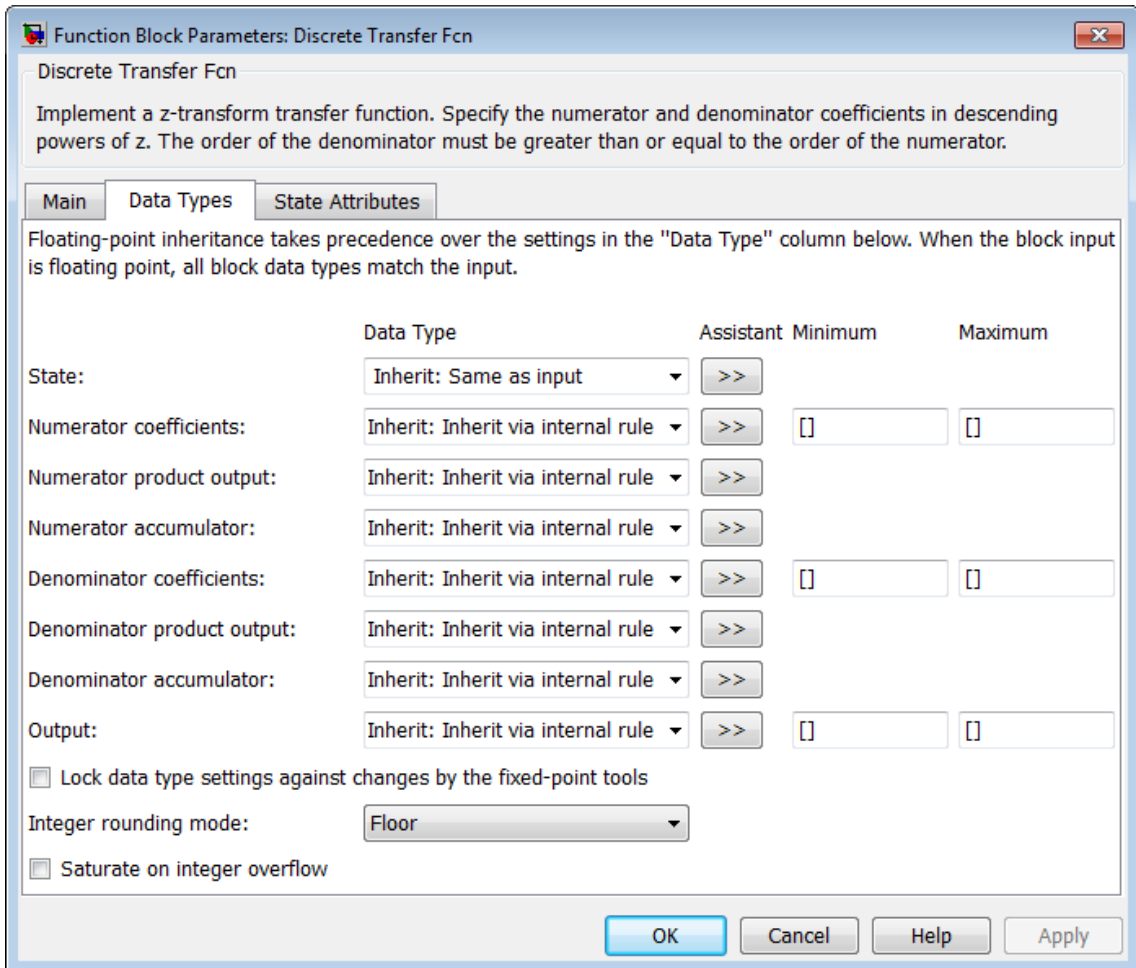 Function Block Parameters: Discrete Transfer Fcn
Discrete Transfer Fcn
Implement a z-transform transfer function. Specify the numerator and denominator coefficients in descending
powers of z. The order of the denominator must be greater than or equal to the order of the numerator.
Main Data Types State Attributes
Floating-point inheritance takes precedence over the settings in the "Data Type" column below. When the block input
is floating point, all block data types match the input.
Data Type Assistant Minimum Maximum
State: Inherit: Same as input >>
Numerator coefficients: Inherit: Inherit via internal rule >> [] []
Numerator product output: Inherit: Inherit via internal rule >>
Numerator accumulator: Inherit: Inherit via internal rule >>
Denominator coefficients: Inherit: Inherit via internal rule >> [] []
Denominator product output: Inherit: Inherit via internal rule >>
Denominator accumulator: Inherit: Inherit via internal rule >>
Output: Inherit: Inherit via internal rule >> [] []
Lock data type settings against changes by the fixed-point tools
Integer rounding mode: Floor
Saturate on integer overflow
OK Cancel Help Apply